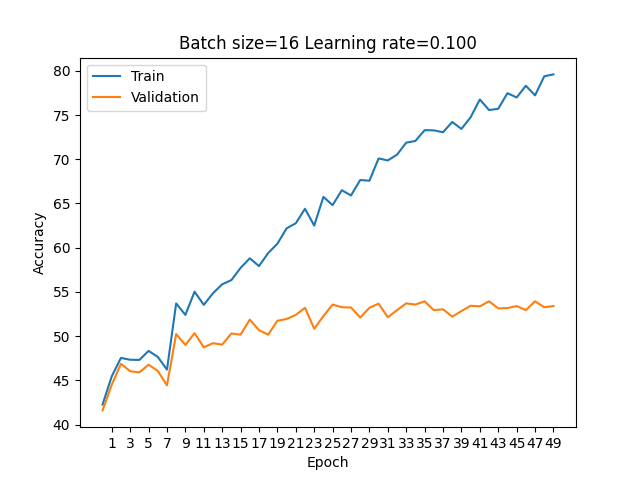 Batch size=16 Learning rate=0.100
Train
Validation
80
75
70
65
60
55
50
45
40
Accuracy
1 3 5 7 9 11 13 15 17 19 21 23 25 27 29 31 33 35 37 39 41 43 45 47 49
Epoch